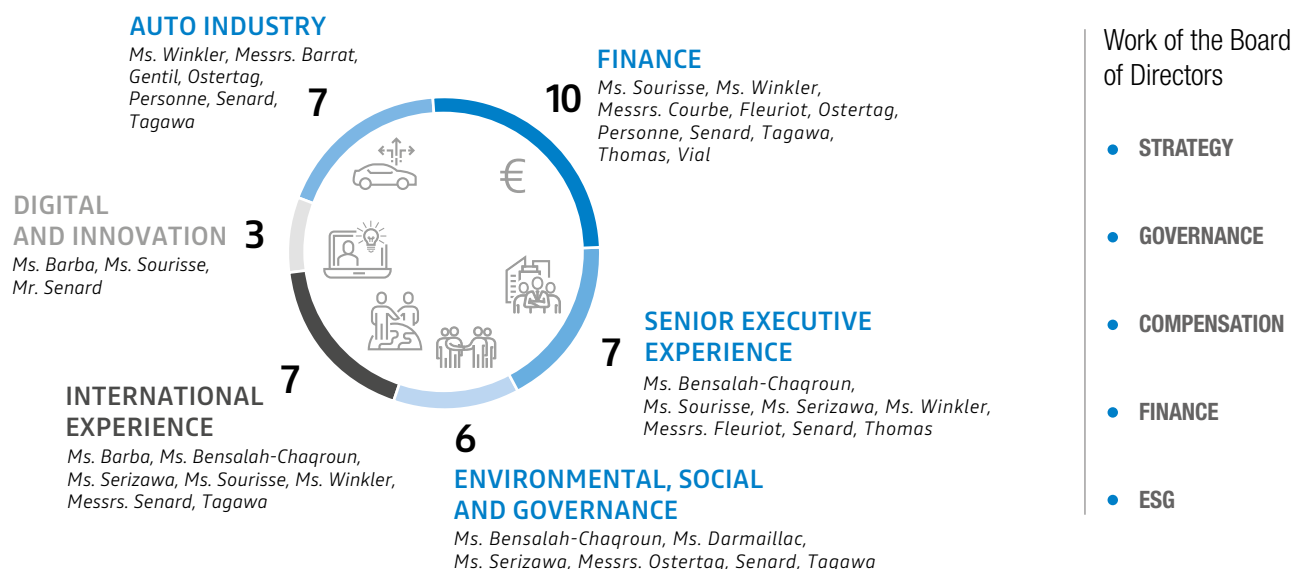 AUTO INDUSTRY
Ms. Winkler, Messrs. Barrat,
Gentil, Ostertag,
Personne, Senard,
Tagawa
7
FINANCE
10
Ms. Sourisse, Ms. Winkler,
Messrs. Courbe, Fleuriot, Ostertag,
Personne, Senard, Tagawa,
Thomas, Vial
€
DIGITAL
AND INNOVATION 3
Ms. Barba, Ms. Sourisse,
Mr. Senard
SENIOR EXECUTIVE
EXPERIENCE
7
Ms. Bensalah-Chaqroun,
Ms. Sourisse, Ms. Serizawa, Ms. Winkler,
Messrs. Fleuriot, Senard, Thomas
7
INTERNATIONAL
EXPERIENCE
Ms. Barba, Ms. Bensalah-Chaqroun,
Ms. Serizawa, Ms. Sourisse, Ms. Winkler,
Messrs. Senard, Tagawa
6
ENVIRONMENTAL, SOCIAL
AND GOVERNANCE
Ms. Bensalah-Chaqroun, Ms. Darmaillac,
Ms. Serizawa, Messrs. Ostertag, Senard, Tagawa
Work of the Board
of Directors
• STRATEGY
• GOVERNANCE
• COMPENSATION
• FINANCE
• ESG